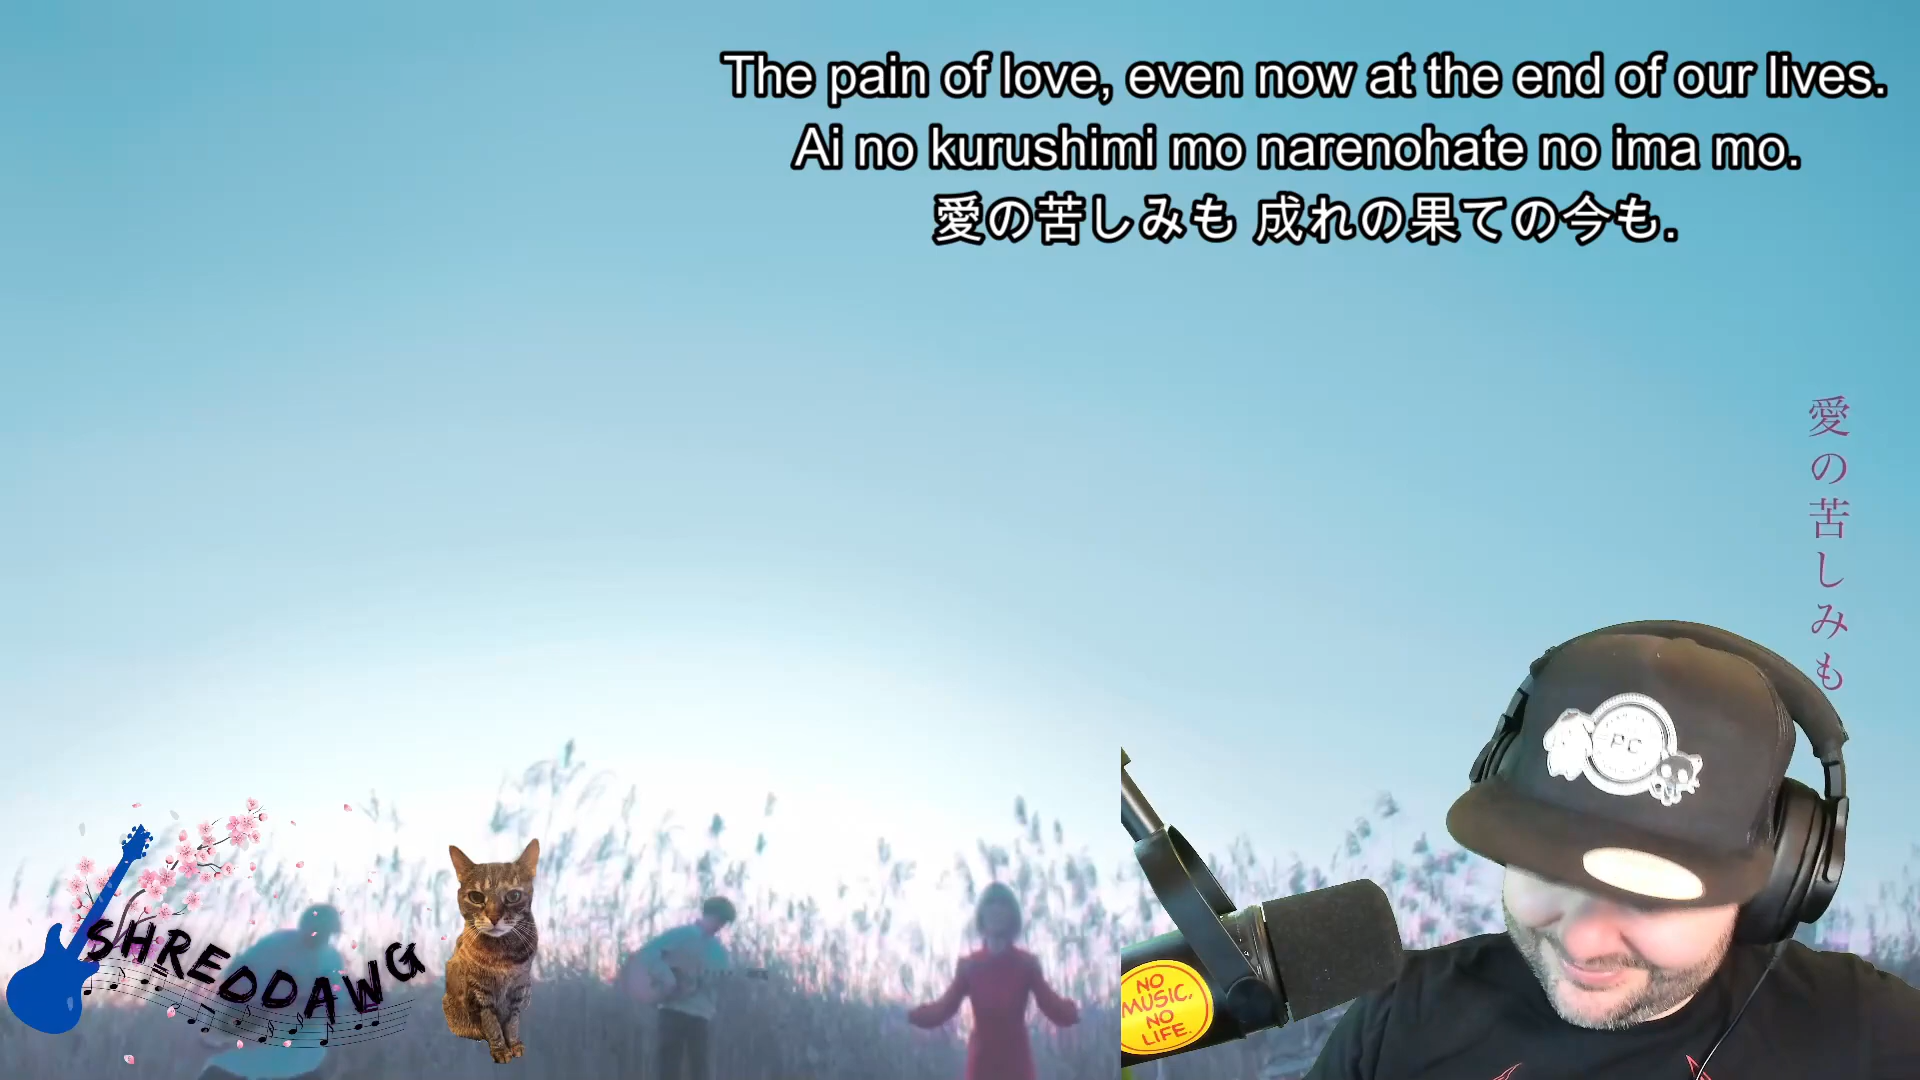 The pain of love, even now at the end of our lives.
Ai no kurushimi mo narenohate no ima mo.
愛の苦しみも 成れの果ての今も.
愛の苦しみも
SHREDDAWG
PC
NO
MUSIC,
NO
LIFE.